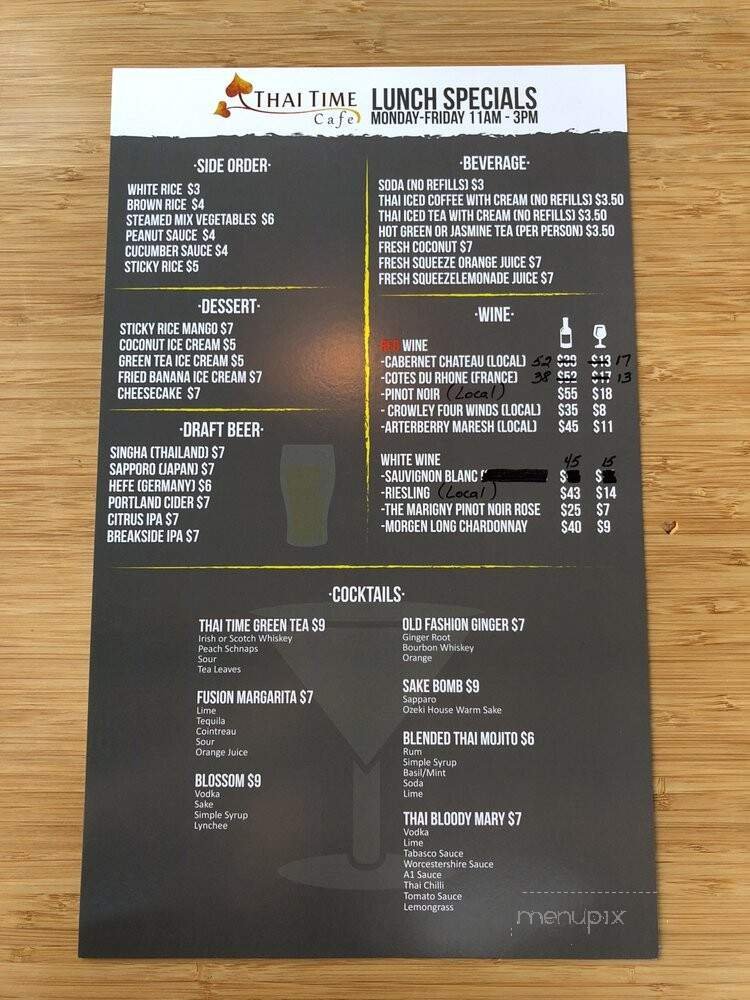 THAI TIME
Cafe
LUNCH SPECIALS
MONDAY-FRIDAY 11AM - 3PM
·SIDE ORDER·
WHITE RICE $3
BROWN RICE $4
STEAMED MIX VEGETABLES $6
PEANUT SAUCE $4
CUCUMBER SAUCE $4
STICKY RICE $5
·DESSERT·
STICKY RICE MANGO $7
COCONUT ICE CREAM $5
GREEN TEA ICE CREAM $5
FRIED BANANA ICE CREAM $7
CHEESECAKE $7
·DRAFT BEER·
SINGHA (THAILAND) $7
SAPPORO (JAPAN) $7
HEFE (GERMANY) $6
PORTLAND CIDER $7
CITRUS IPA $7
BREAKSIDE IPA $7
·BEVERAGE·
SODA (NO REFILLS) $3
THAI ICED COFFEE WITH CREAM (NO REFILLS) $3.50
THAI ICED TEA WITH CREAM (NO REFILLS) $3.50
HOT GREEN OR JASMINE TEA (PER PERSON) $3.50
FRESH COCONUT $7
FRESH SQUEEZE ORANGE JUICE $7
FRESH SQUEEZELEMONADE JUICE $7
·WINE·
RED WINE
-CABERNET CHATEAU (LOCAL) 52 $39 $13 17
-COTES DU RHONE (FRANCE) 38 $52 $17 13
-PINOT NOIR (Local) $55 $18
- CROWLEY FOUR WINDS (LOCAL) $35 $8
-ARTERBERRY MARESH (LOCAL) $45 $11
WHITE WINE 45 15
-SAUVIGNON BLANC $ $
-RIESLING (Local) $43 $14
-THE MARIGNY PINOT NOIR ROSE $25 $7
-MORGEN LONG CHARDONNAY $40 $9
·COCKTAILS·
THAI TIME GREEN TEA $9
Irish or Scotch Whiskey
Peach Schnaps
Sour
Tea Leaves
FUSION MARGARITA $7
Lime
Tequila
Cointreau
Sour
Orange Juice
BLOSSOM $9
Vodka
Sake
Simple Syrup
Lynchee
OLD FASHION GINGER $7
Ginger Root
Bourbon Whiskey
Orange
SAKE BOMB $9
Sapparo
Ozeki House Warm Sake
BLENDED THAI MOJITO $6
Rum
Simple Syrup
Basil/Mint
Soda
Lime
THAI BLOODY MARY $7
Vodka
Lime
Tabasco Sauce
Worcestershire Sauce
A1 Sauce
Thai Chilli
Tomato Sauce
Lemongrass
menupix